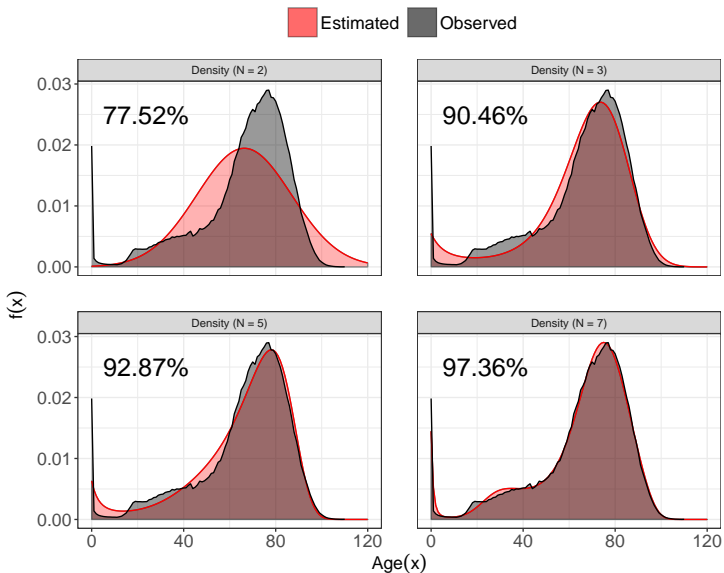 Estimated Observed
Density (N = 2) Density (N = 3)
0.03
77.52% 90.46%
0.02
0.01
0.00
f(x)
Density (N = 5) Density (N = 7)
0.03
92.87% 97.36%
0.02
0.01
0.00
0 40 80 120 0 40 80 120
Age(x)